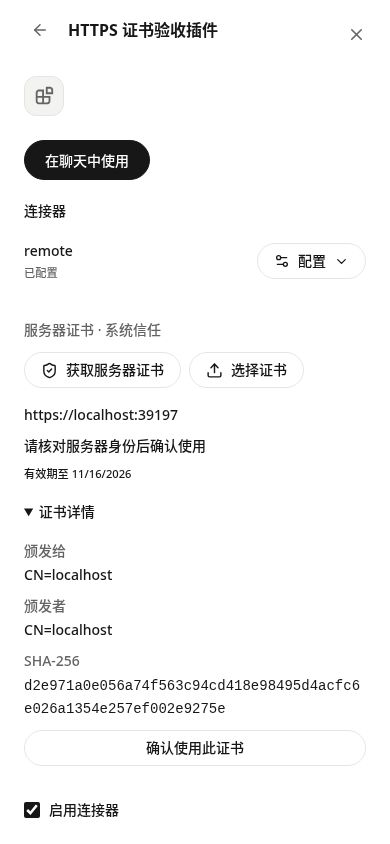 HTTPS 证书验收插件
在聊天中使用
连接器
remote
已配置
配置
服务器证书 · 系统信任
获取服务器证书
选择证书
https://localhost:39197
请核对服务器身份后确认使用
有效期至 11/16/2026
▼ 证书详情
颁发给
CN=localhost
颁发者
CN=localhost
SHA-256
d2e971a0e056a74f563c94cd418e98495d4acfc6
e026a1354e257ef002e9275e
确认使用此证书
启用连接器